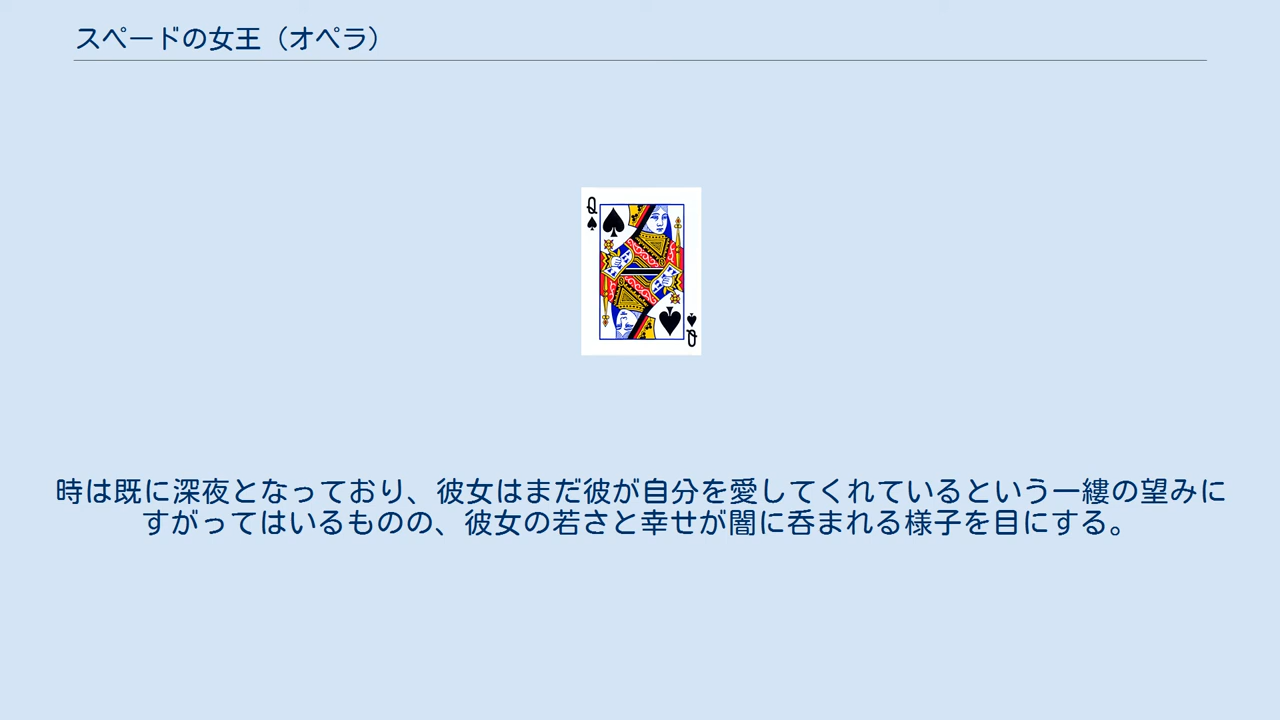 スペードの女王（オペラ）
Q
Q
時は既に深夜となっており、彼女はまだ彼が自分を愛してくれているという一縷の望みに
すがってはいるものの、彼女の若さと幸せが闇に呑まれる様子を目にする。